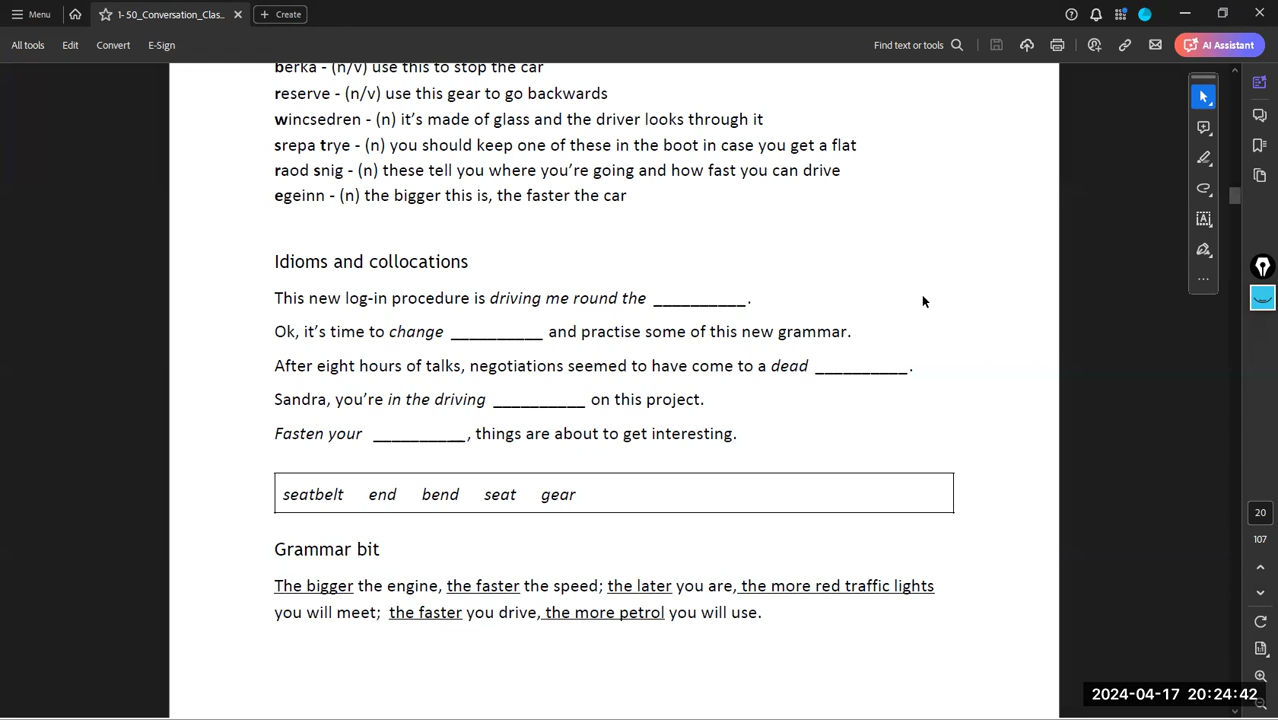 Menu
1- 50_Conversation_Clas...
Create
All tools
Edit
Convert
E-Sign
Find text or tools
AI Assistant
berka - (n/v) use this to stop the car
reserve - (n/v) use this gear to go backwards
wincsedren - (n) it’s made of glass and the driver looks through it
srepa trye - (n) you should keep one of these in the boot in case you get a flat
raod snig - (n) these tell you where you’re going and how fast you can drive
egeinn - (n) the bigger this is, the faster the car
Idioms and collocations
This new log-in procedure is driving me round the __________.
Ok, it’s time to change __________ and practise some of this new grammar.
After eight hours of talks, negotiations seemed to have come to a dead __________.
Sandra, you’re in the driving __________ on this project.
Fasten your __________, things are about to get interesting.
seatbelt end bend seat gear
Grammar bit
The bigger the engine, the faster the speed; the later you are, the more red traffic lights
you will meet; the faster you drive, the more petrol you will use.
20
107
2024-04-17 20:24:42